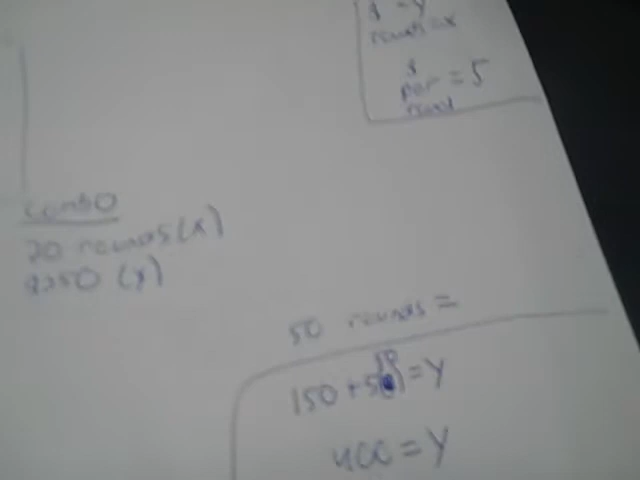 $ = y
rounds = x
$
per = 5
round
combo
20 rounds (x)
$250 (y)
50 rounds =
150 + 5(50) = y
400 = y